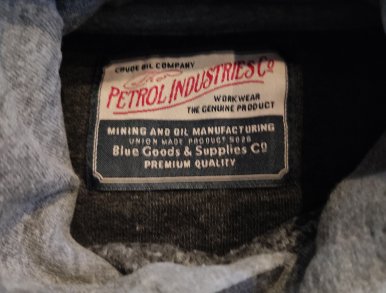 CRUDE OIL COMPANY
PETROL INDUSTRIES Co
WORKWEAR
THE GENUINE PRODUCT
MINING AND OIL MANUFACTURING
UNION MADE PRODUCT 5026
Blue Goods & Supplies Co
PREMIUM QUALITY